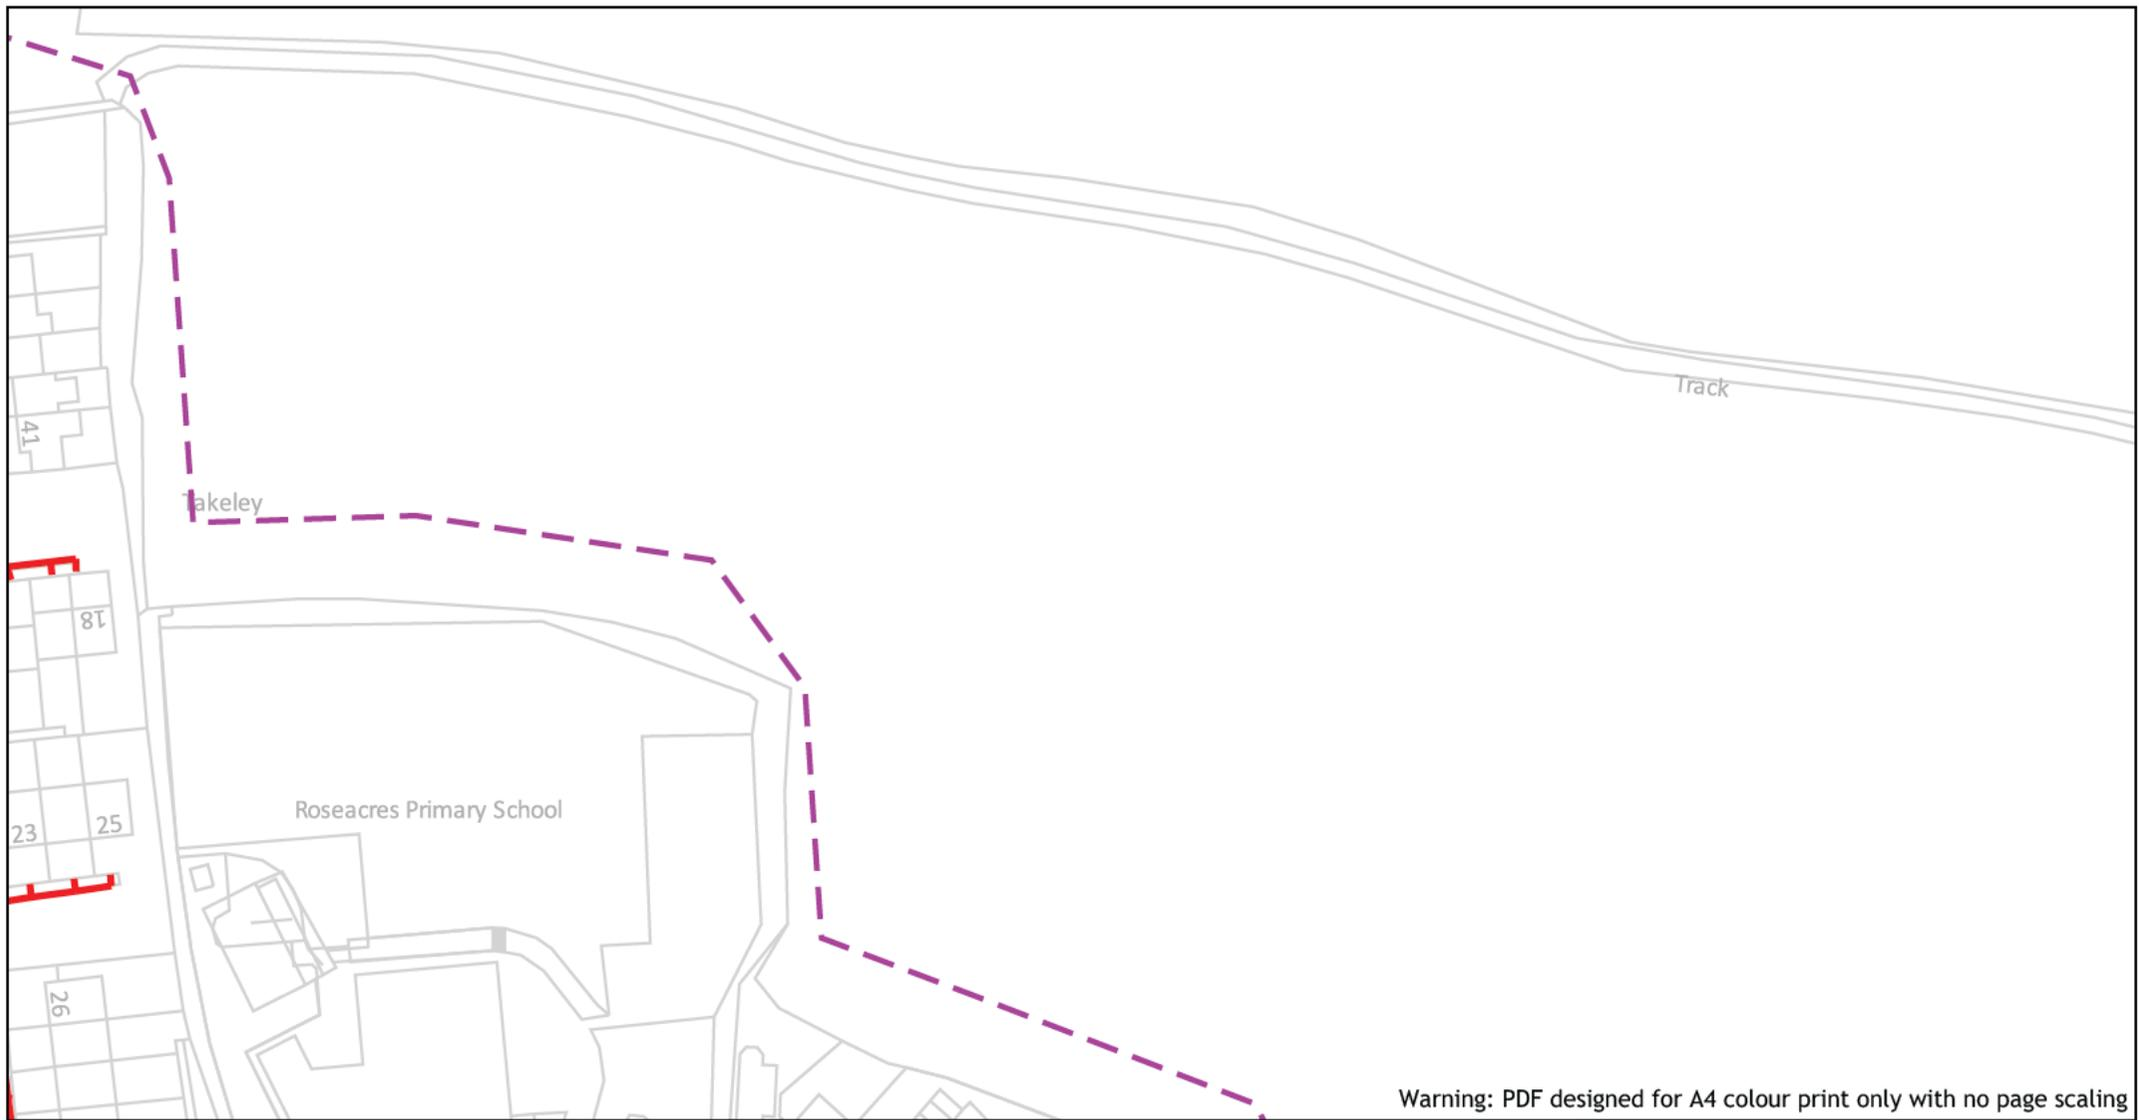 Track
41
Takeley
18
Roseacres Primary School
23
25
26
Warning: PDF designed for A4 colour print only with no page scaling